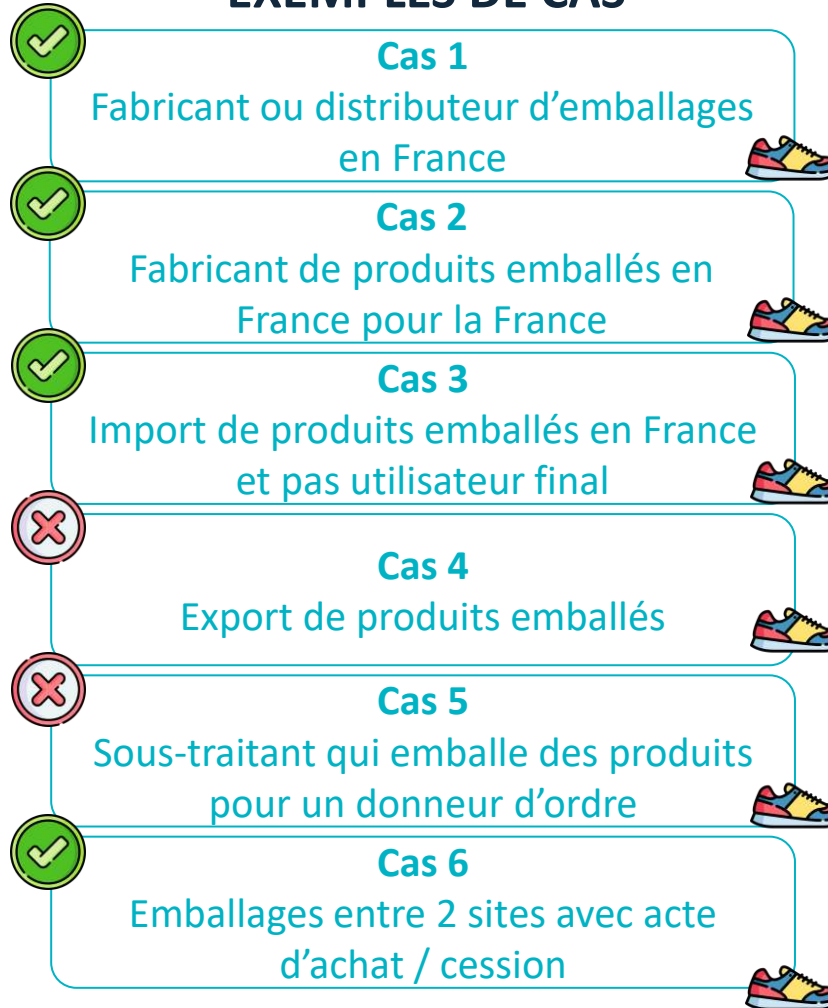 EXEMPLES DE CAS
Cas 1
Fabricant ou distributeur d’emballages
en France
Cas 2
Fabricant de produits emballés en
France pour la France
Cas 3
Import de produits emballés en France
et pas utilisateur final
Cas 4
Export de produits emballés
Cas 5
Sous-traitant qui emballe des produits
pour un donneur d’ordre
Cas 6
Emballages entre 2 sites avec acte
d’achat / cession